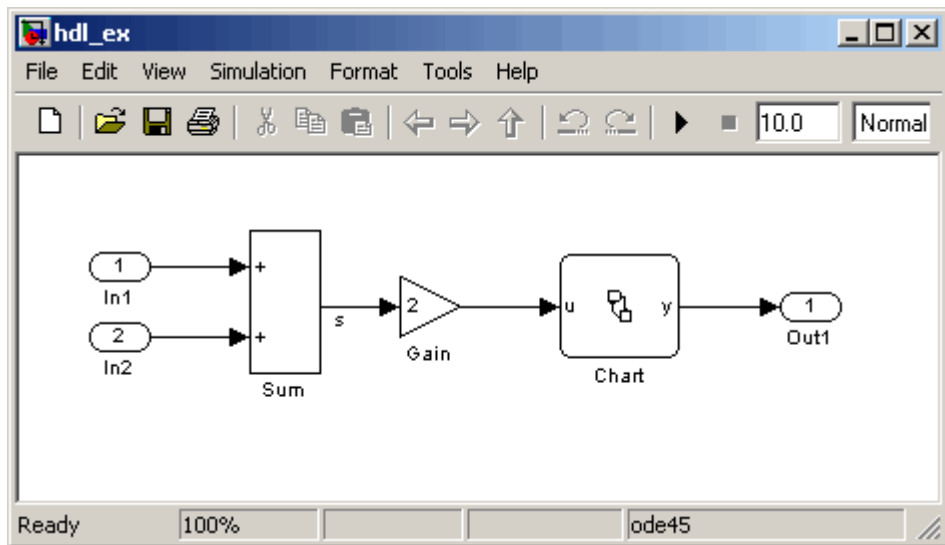 hdl_ex
File Edit View Simulation Format Tools Help
10.0 Normal
1
+
In1
s
2
u
y
1
2
+
Gain
Out1
In2
Sum
Chart
Ready 100% ode45